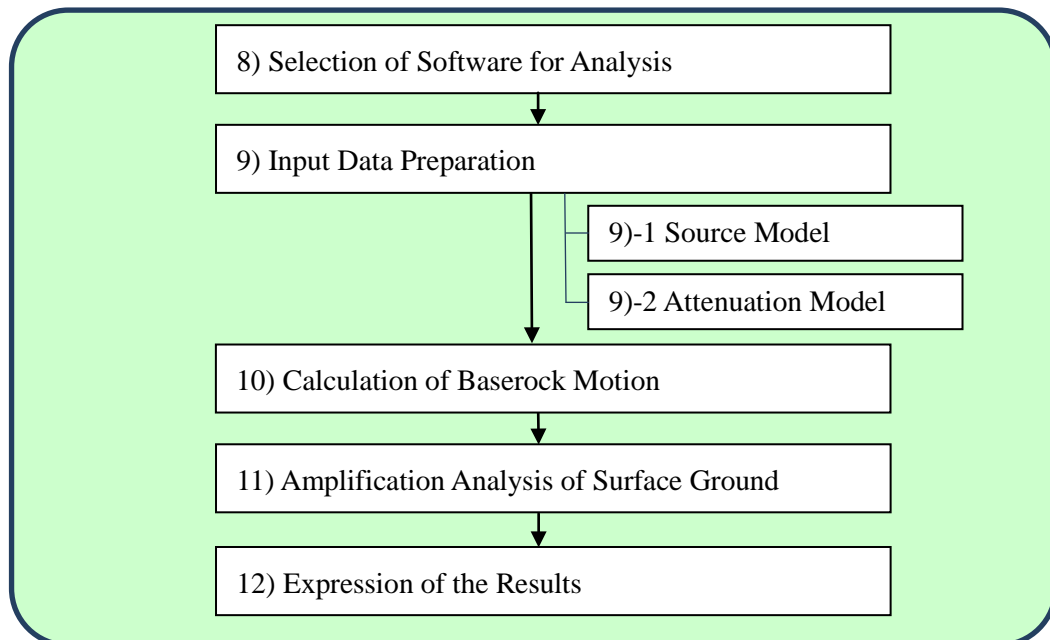 8) Selection of Software for Analysis
9) Input Data Preparation
9)-1 Source Model
9)-2 Attenuation Model
10) Calculation of Baserock Motion
11) Amplification Analysis of Surface Ground
12) Expression of the Results